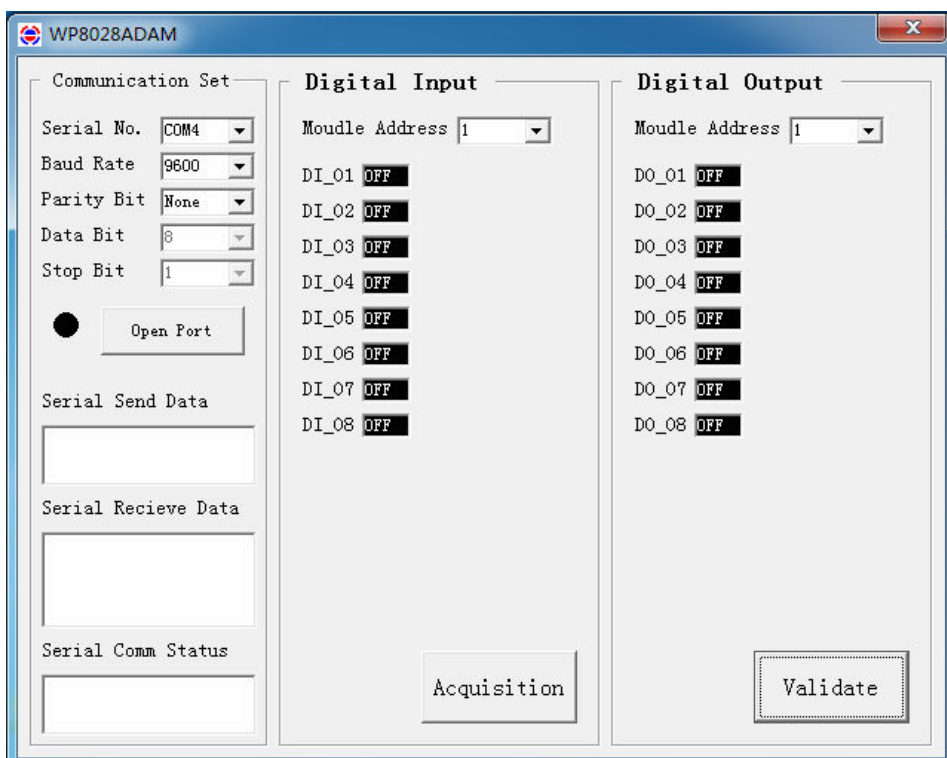 WP8028ADAM
Communication Set
Serial No. COM4
Baud Rate 9600
Parity Bit None
Data Bit 8
Stop Bit 1
Open Port
Serial Send Data
Serial Recieve Data
Serial Comm Status
Digital Input
Moudle Address 1
DI_01 OFF
DI_02 OFF
DI_03 OFF
DI_04 OFF
DI_05 OFF
DI_06 OFF
DI_07 OFF
DI_08 OFF
Acquisition
Digital Output
Moudle Address 1
DO_01 OFF
DO_02 OFF
DO_03 OFF
DO_04 OFF
DO_05 OFF
DO_06 OFF
DO_07 OFF
DO_08 OFF
Validate